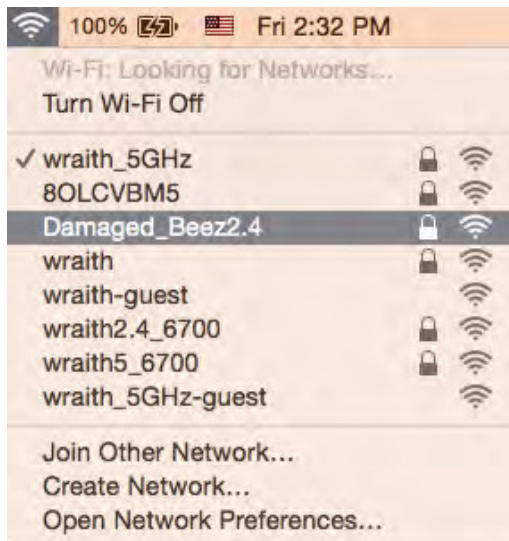 100% Fri 2:32 PM
Wi-Fi: Looking for Networks...
Turn Wi-Fi Off
✓ wraith_5GHz
8OLCVBM5
Damaged_Beez2.4
wraith
wraith-guest
wraith2.4_6700
wraith5_6700
wraith_5GHz-guest
Join Other Network...
Create Network...
Open Network Preferences...